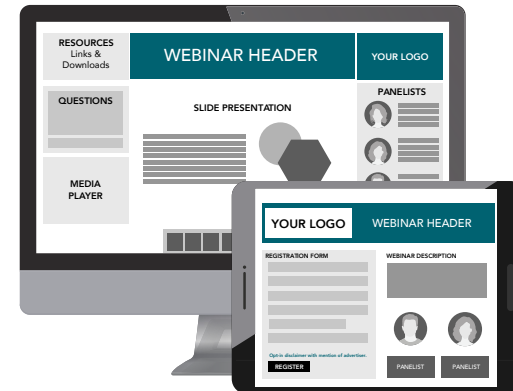 RESOURCES
Links &
Downloads
WEBINAR HEADER
YOUR LOGO
QUESTIONS
SLIDE PRESENTATION
PANELISTS
MEDIA
PLAYER
YOUR LOGO
WEBINAR HEADER
REGISTRATION FORM
WEBINAR DESCRIPTION
Opt-in disclaimer with mention of advertiser.
REGISTER
PANELIST
PANELIST